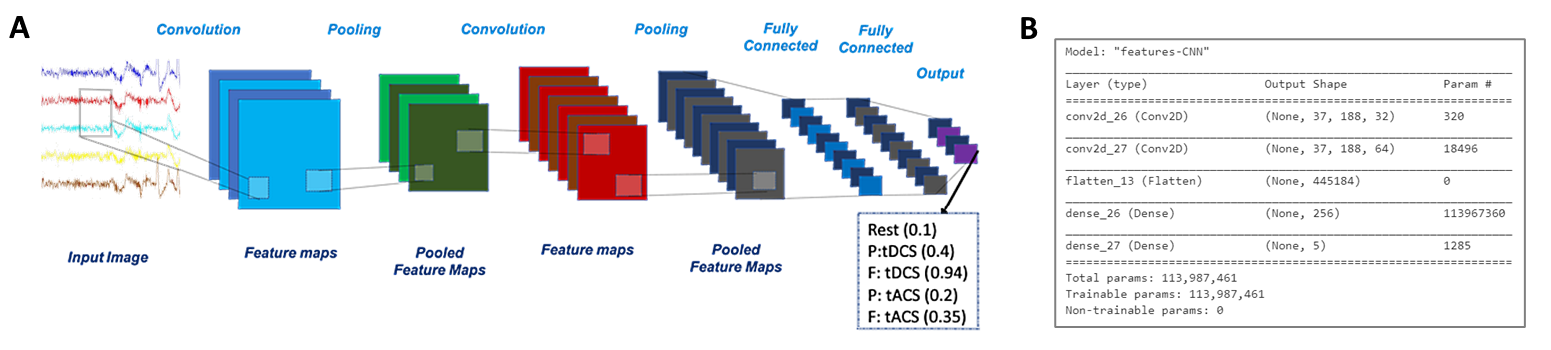 A
Convolution
Pooling
Convolution
Pooling
Fully
Connected
Fully
Connected
Output
Input Image
Feature maps
Pooled
Feature Maps
Feature maps
Pooled
Feature Maps
Rest (0.1)
P:tDCS (0.4)
F: tDCS (0.94)
P: tACS (0.2)
F: tACS (0.35)
B
Model: "features-CNN"
Layer (type) Output Shape Param #
conv2d_26 (Conv2D) (None, 37, 188, 32) 320
conv2d_27 (Conv2D) (None, 37, 188, 64) 18496
flatten_13 (Flatten) (None, 445184) 0
dense_26 (Dense) (None, 256) 113967360
dense_27 (Dense) (None, 5) 1285
Total params: 113,987,461
Trainable params: 113,987,461
Non-trainable params: 0